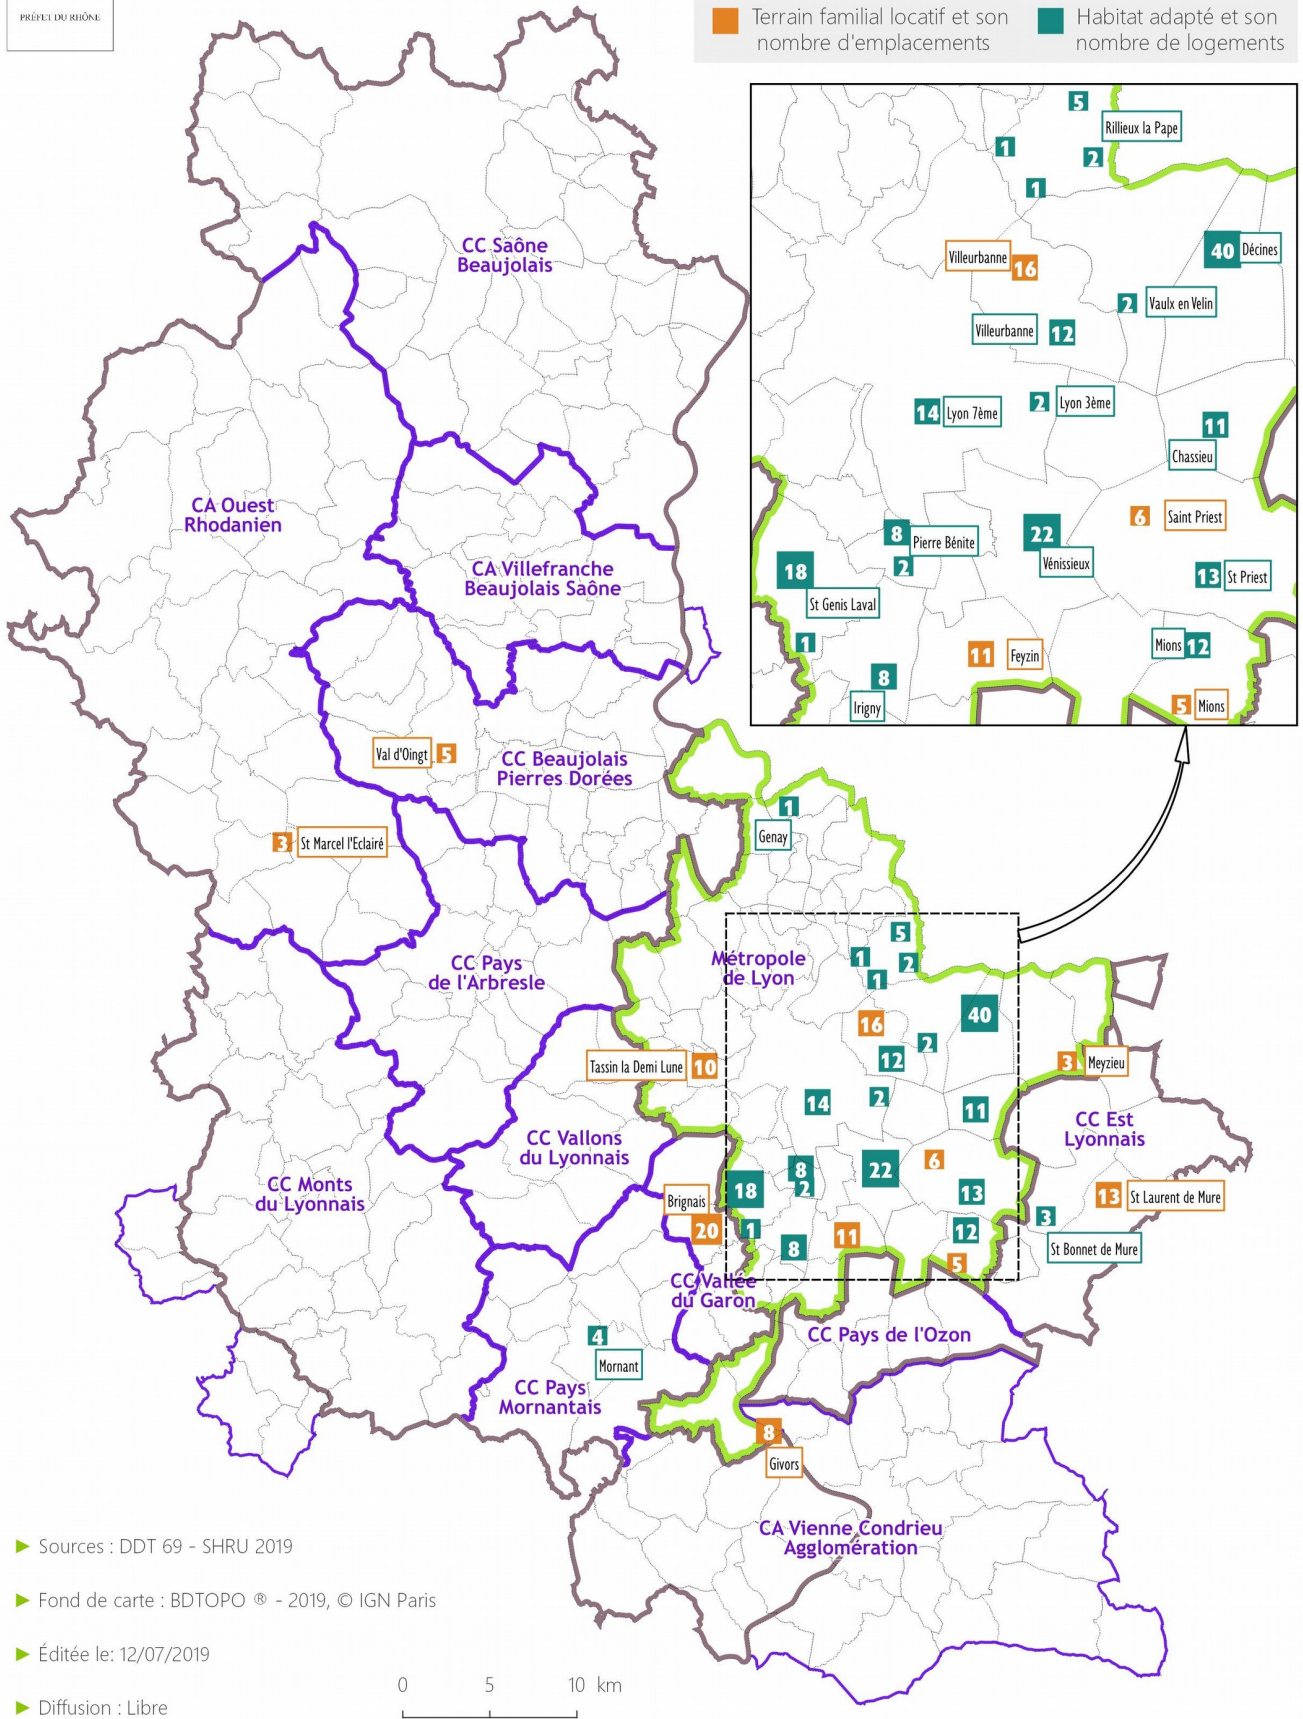 PRÉFET DU RHÔNE
Terrain familial locatif et son
nombre d'emplacements
Habitat adapté et son
nombre de logements
5
Rillieux la Pape
1
2
1
Villeurbanne
16
40
Décines
2
Vaulx en Velin
Villeurbanne
12
14
Lyon 7ème
2
Lyon 3ème
11
Chassieu
6
Saint Priest
8
Pierre Bénite
2
22
Vénissieux
18
St Genis Laval
13
St Priest
1
11
Feyzin
Mions
12
8
Irigny
5
Mions
CC Saône
Beaujolais
CA Ouest
Rhodanien
CA Villefranche
Beaujolais Saône
Val d'Oingt
5
CC Beaujolais
Pierres Dorées
3
St Marcel l'Eclairé
1
Genay
CC Pays
de l'Arbresle
Métropole
de Lyon
5
1
2
1
16
40
2
12
Tassin la Demi Lune
10
3
Meyzieu
14
2
11
CC Est
Lyonnais
CC Vallons
du Lyonnais
CC Monts
du Lyonnais
8
2
22
6
18
13
Brignais
20
1
8
11
12
5
13
St Laurent de Mure
3
St Bonnet de Mure
CC Vallée
du Garon
CC Pays de l'Ozon
4
Mornant
CC Pays
Mornantais
8
Givors
CA Vienne Condrieu
Agglomération
Sources : DDT 69 - SHRU 2019
Fond de carte : BDTOPO ® - 2019, © IGN Paris
Éditée le: 12/07/2019
Diffusion : Libre
0 5 10 km